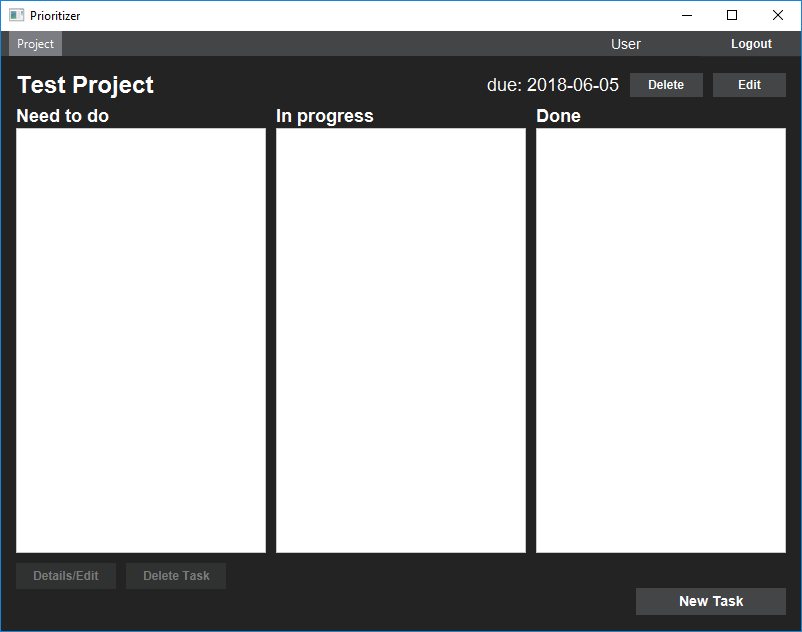 Prioritizer
Project User Logout
Test Project due: 2018-06-05 Delete Edit
Need to do In progress Done
Details/Edit Delete Task
New Task